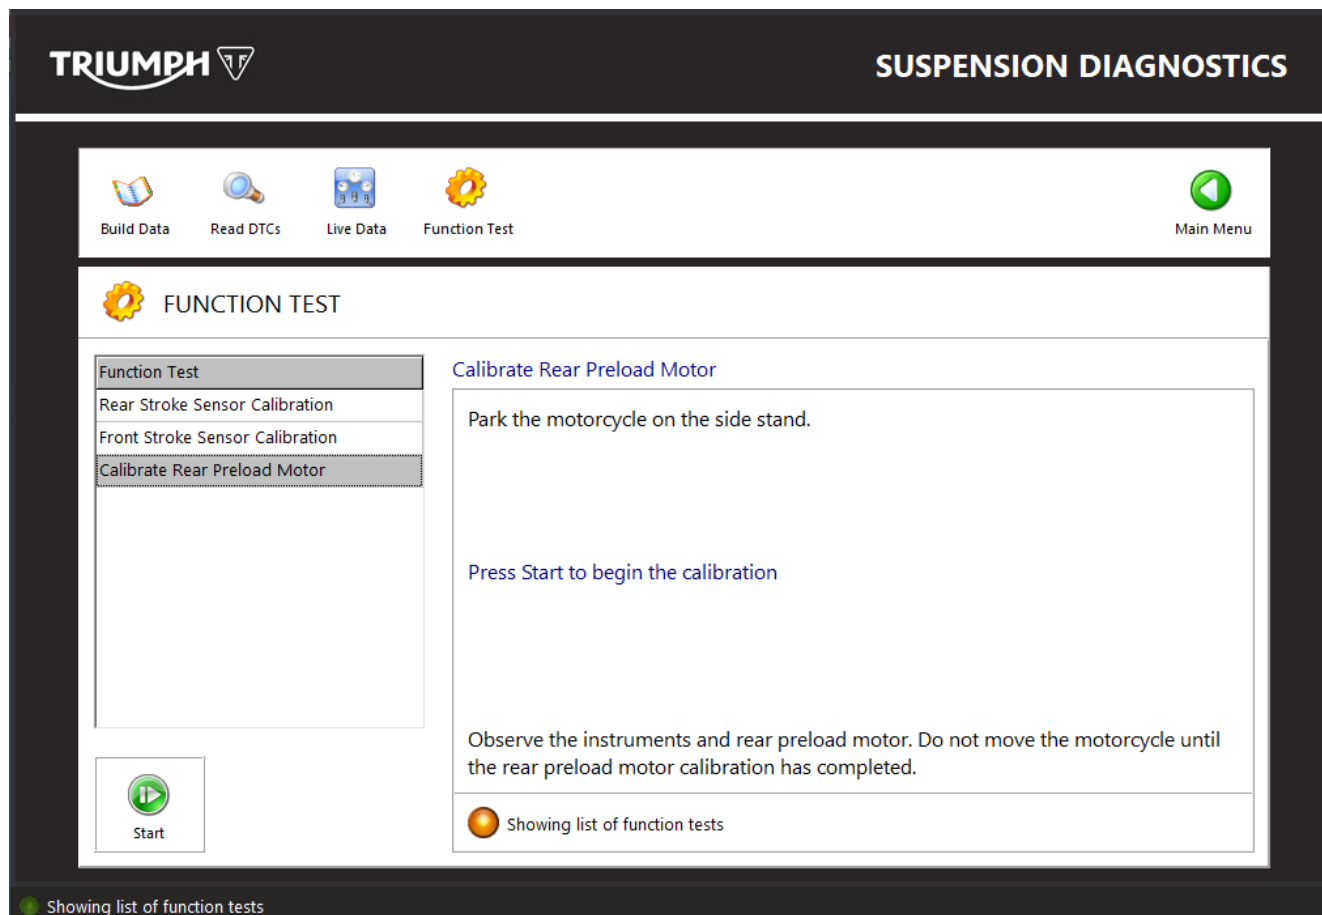 TRIUMPH
SUSPENSION DIAGNOSTICS
Build Data
Read DTCs
Live Data
Function Test
Main Menu
FUNCTION TEST
Function Test
Rear Stroke Sensor Calibration
Front Stroke Sensor Calibration
Calibrate Rear Preload Motor
Calibrate Rear Preload Motor
Park the motorcycle on the side stand.
Press Start to begin the calibration
Observe the instruments and rear preload motor. Do not move the motorcycle until
the rear preload motor calibration has completed.
Start
Showing list of function tests
Showing list of function tests